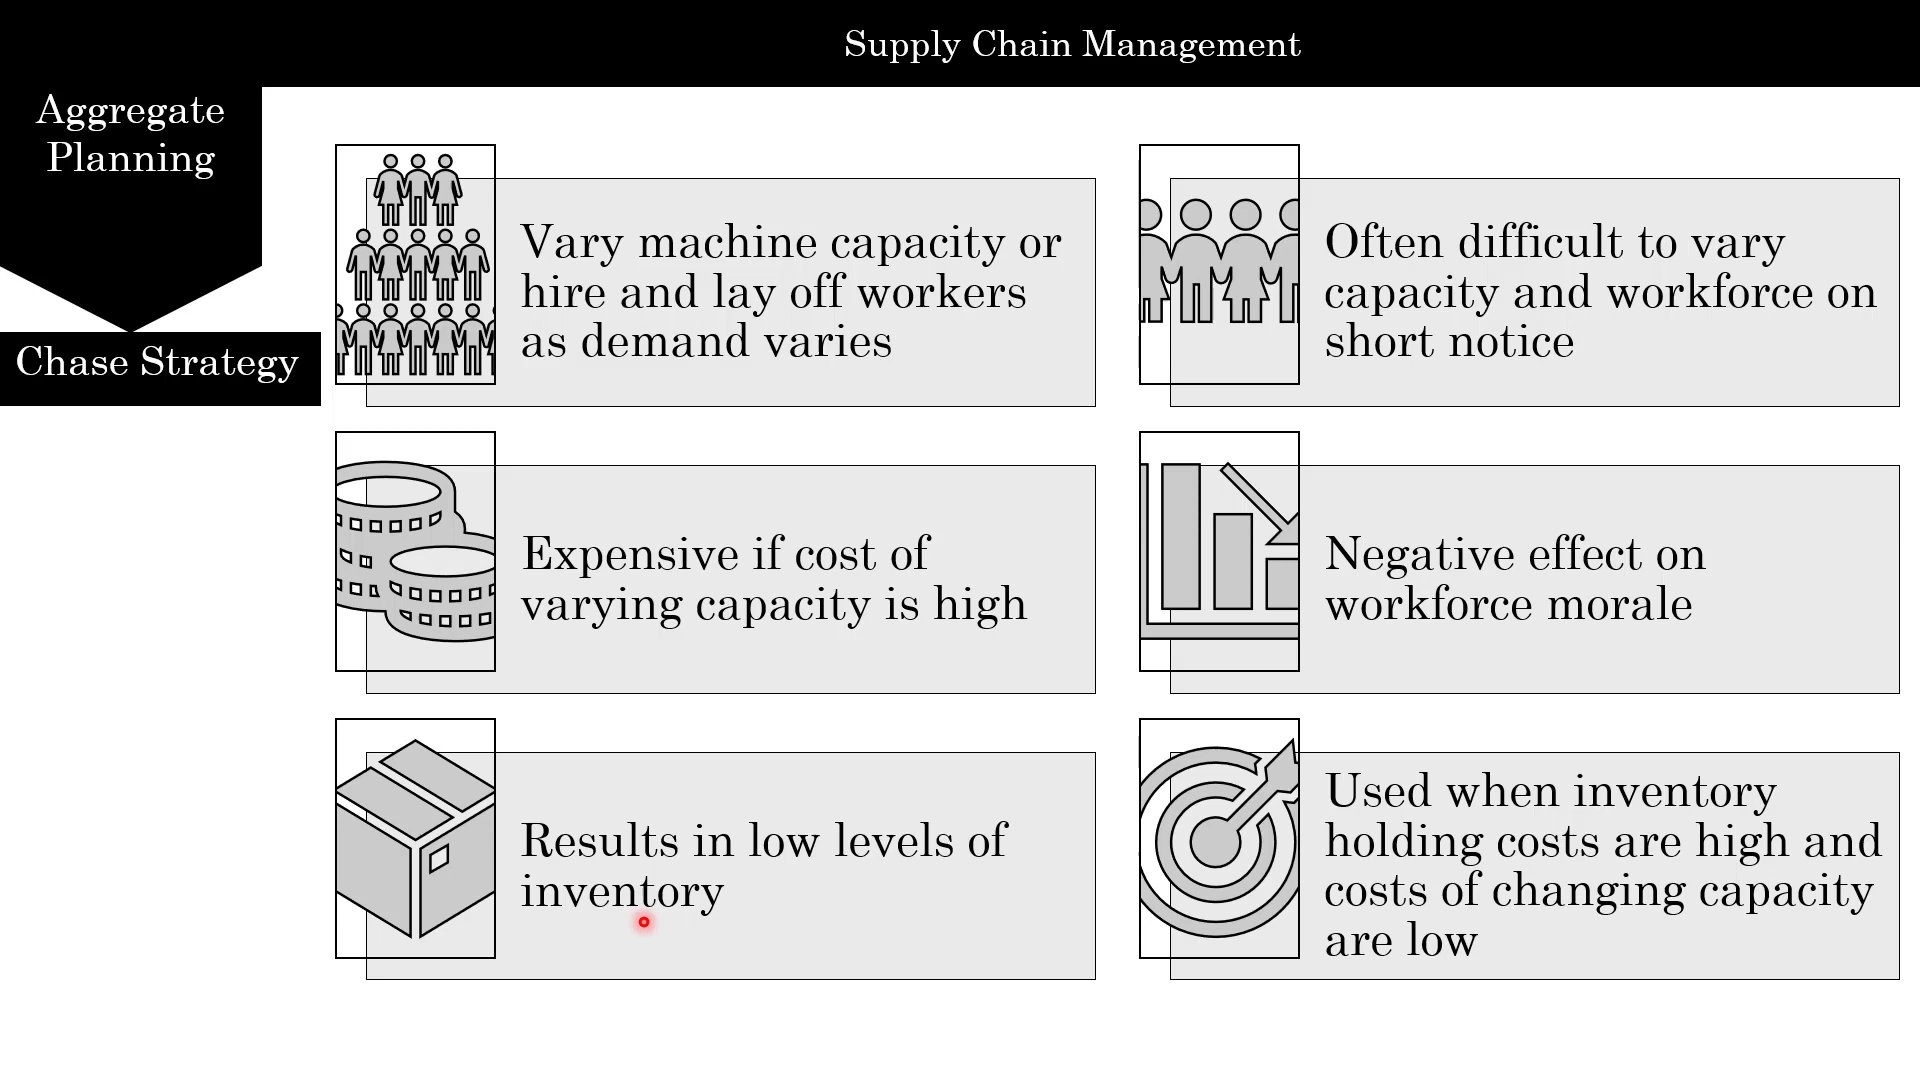 Supply Chain Management
Aggregate
Planning
Chase Strategy
Vary machine capacity or
hire and lay off workers
as demand varies
Often difficult to vary
capacity and workforce on
short notice
Expensive if cost of
varying capacity is high
Negative effect on
workforce morale
Results in low levels of
inventory
Used when inventory
holding costs are high and
costs of changing capacity
are low